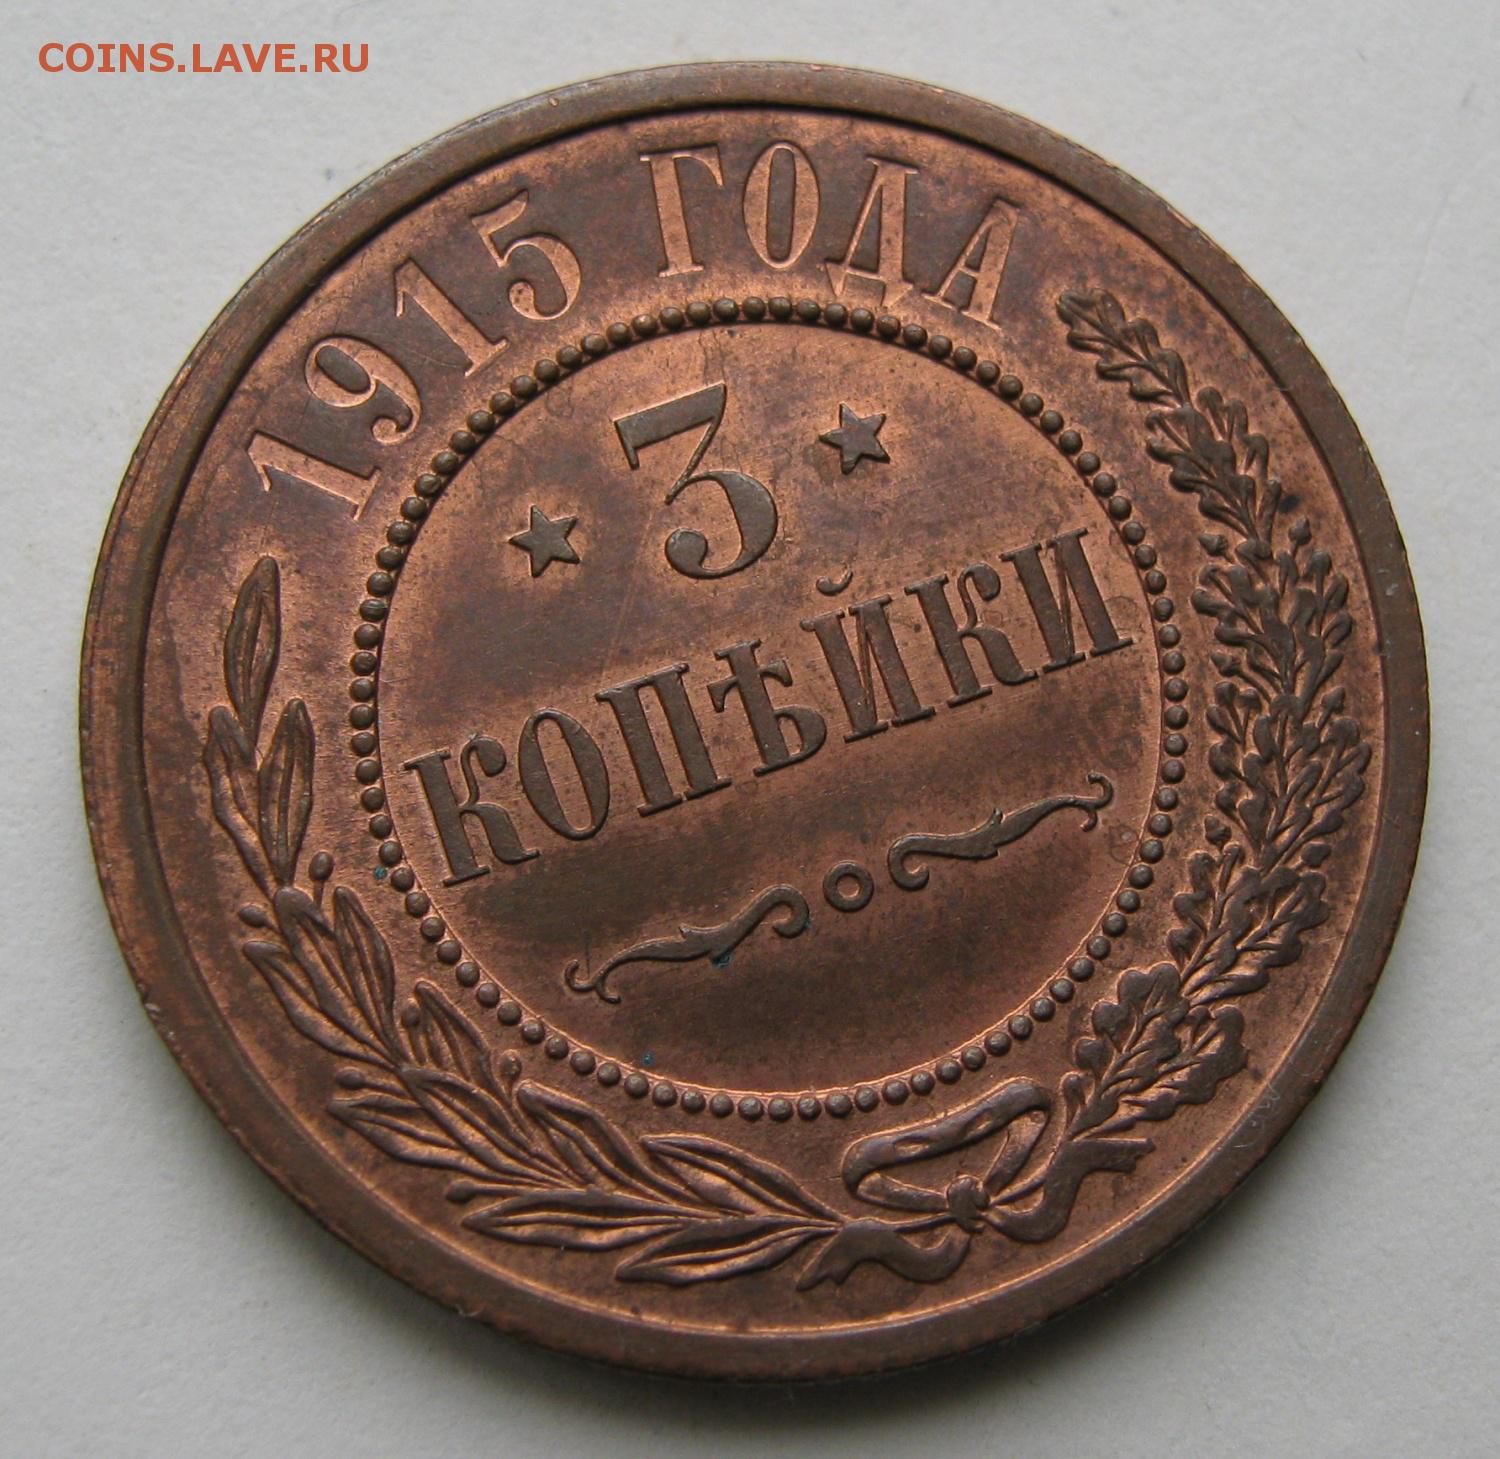 COINS.LAVE.RU
1915 ГОДА
3
КОПѢЙКИ